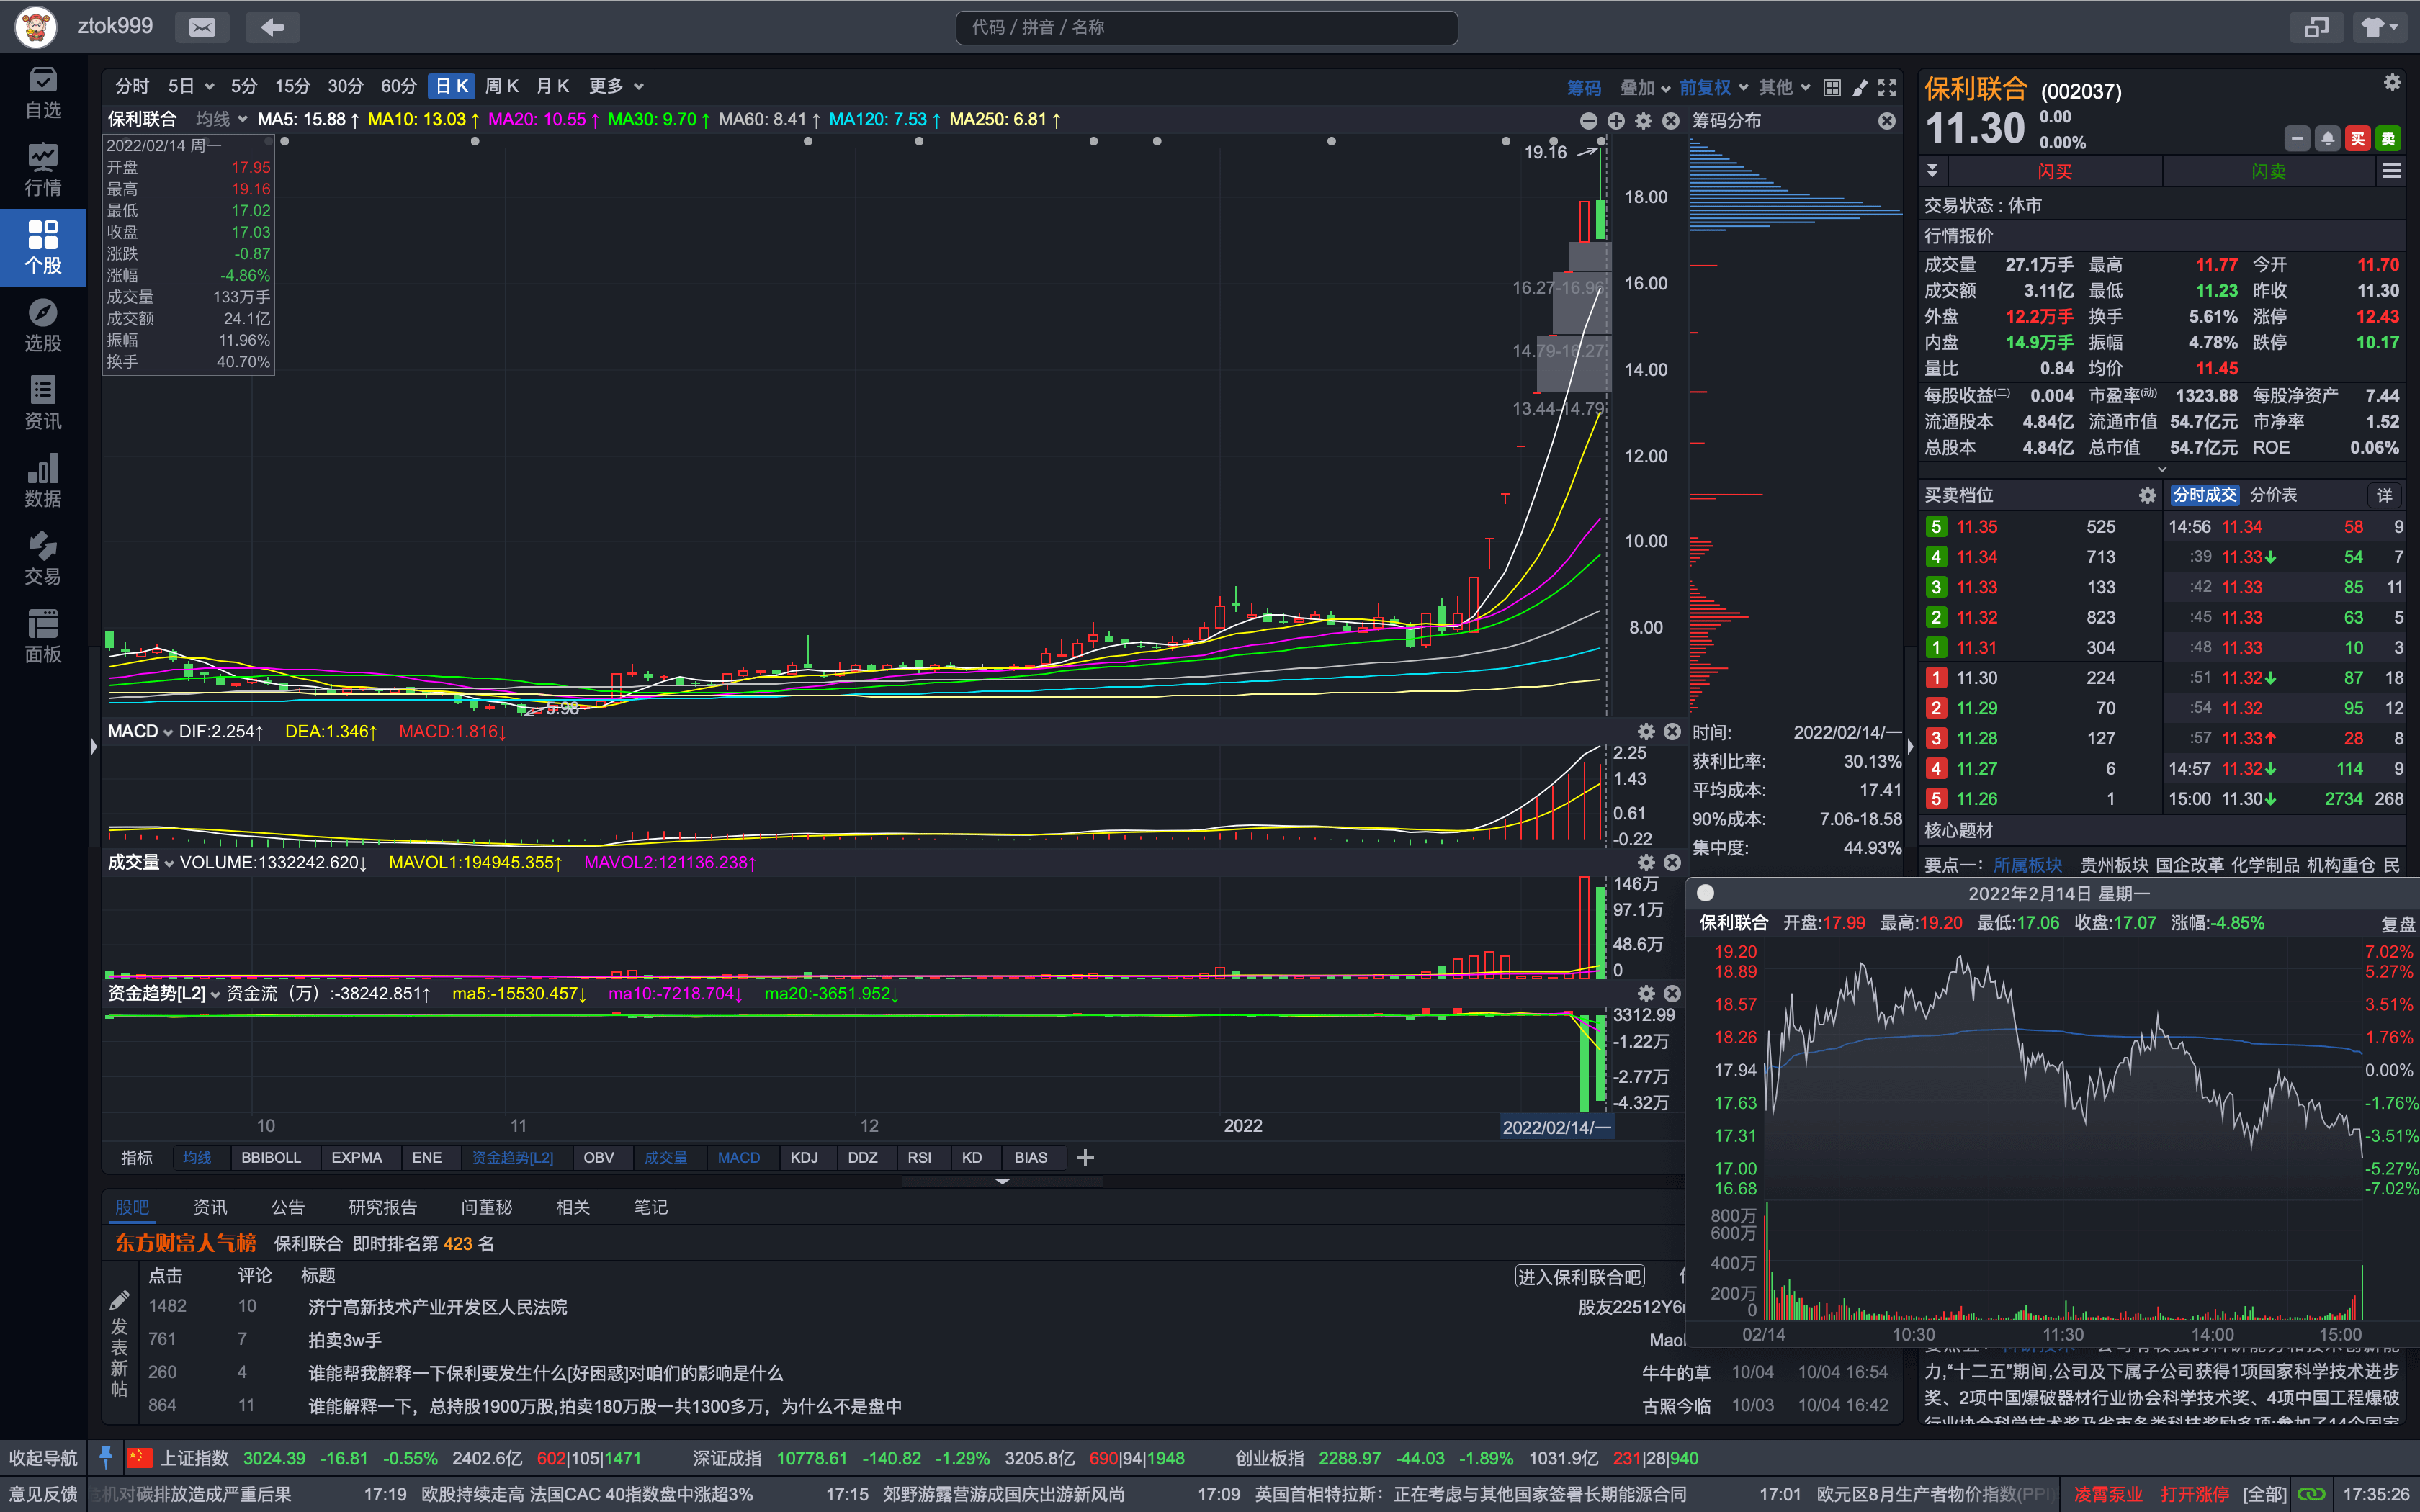 ztok999
代码 / 拼音 / 名称
自选
行情
个股
选股
资讯
数据
交易
面板
分时 5日 5分 15分 30分 60分 日K 周K 月K 更多 筹码 叠加 前复权 其他
保利联合 均线 MA5: 15.88↑ MA10: 13.03↑ MA20: 10.55↑ MA30: 9.70↑ MA60: 8.41↑ MA120: 7.53↑ MA250: 6.81↑
筹码分布
2022/02/14 周一
开盘 17.95
最高 19.16
最低 17.02
收盘 17.03
涨跌 -0.87
涨幅 -4.86%
成交量 133万手
成交额 24.1亿
振幅 11.96%
换手 40.70%
19.16
18.00
16.00
14.00
12.00
10.00
8.00
16.27-16.96
14.79-16.27
13.44-14.79
5.98
MACD DIF:2.254↑ DEA:1.346↑ MACD:1.816↓
2.25
1.43
0.61
-0.22
成交量 VOLUME:1332242.620↓ MAVOL1:194945.355↑ MAVOL2:121136.238↑
146万
97.1万
48.6万
0
资金趋势[L2] 资金流（万）:-38242.851↑ ma5:-15530.457↓ ma10:-7218.704↓ ma20:-3651.952↓
3312.99
-1.22万
-2.77万
-4.32万
10 11 12 2022 2022/02/14/一
时间: 2022/02/14/一
获利比率: 30.13%
平均成本: 17.41
90%成本: 7.06-18.58
集中度: 44.93%
指标 均线 BBIBOLL EXPMA ENE 资金趋势[L2] OBV 成交量 MACD KDJ DDZ RSI KD BIAS
股吧 资讯 公告 研究报告 问董秘 相关 笔记
东方财富人气榜 保利联合 即时排名第 423 名
点击 评论 标题 进入保利联合吧
发表新帖
1482 10 济宁高新技术产业开发区人民法院 股友22512Y6
761 7 拍卖3w手 Mao
260 4 谁能帮我解释一下保利要发生什么[好困惑]对咱们的影响是什么 牛牛的草 10/04 10/04 16:54
864 11 谁能解释一下，总持股1900万股,拍卖180万股一共1300多万，为什么不是盘中 古照今临 10/03 10/04 16:42
保利联合 (002037)
11.30 0.00 0.00%
买 卖
闪买 闪卖
交易状态 : 休市
行情报价
成交量 27.1万手 最高 11.77 今开 11.70
成交额 3.11亿 最低 11.23 昨收 11.30
外盘 12.2万手 换手 5.61% 涨停 12.43
内盘 14.9万手 振幅 4.78% 跌停 10.17
量比 0.84 均价 11.45
每股收益(二) 0.004 市盈率(动) 1323.88 每股净资产 7.44
流通股本 4.84亿 流通市值 54.7亿元 市净率 1.52
总股本 4.84亿 总市值 54.7亿元 ROE 0.06%
买卖档位 分时成交 分价表 详
5 11.35 525 14:56 11.34 58 9
4 11.34 713 :39 11.33↓ 54 7
3 11.33 133 :42 11.33 85 11
2 11.32 823 :45 11.33 63 5
1 11.31 304 :48 11.33 10 3
1 11.30 224 :51 11.32↓ 87 18
2 11.29 70 :54 11.32 95 12
3 11.28 127 :57 11.33↑ 28 8
4 11.27 6 14:57 11.32↓ 114 9
5 11.26 1 15:00 11.30↓ 2734 268
核心题材
要点一： 所属板块 贵州板块 国企改革 化学制品 机构重仓 民
2022年2月14日 星期一
保利联合 开盘:17.99 最高:19.20 最低:17.06 收盘:17.07 涨幅:-4.85% 复盘
19.20 7.02%
18.89 5.27%
18.57 3.51%
18.26 1.76%
17.94 0.00%
17.63 -1.76%
17.31 -3.51%
17.00 -5.27%
16.68 -7.02%
800万
600万
400万
200万
0
02/14 10:30 11:30 14:00 15:00
力,“十二五”期间,公司及下属子公司获得1项国家科学技术进步
奖、2项中国爆破器材行业协会科学技术奖、4项中国工程爆破
行业协会科学技术奖及省市各类科技奖励多项;参加了14个国家
收起导航 上证指数 3024.39 -16.81 -0.55% 2402.6亿 602|105|1471 深证成指 10778.61 -140.82 -1.29% 3205.8亿 690|94|1948 创业板指 2288.97 -44.03 -1.89% 1031.9亿 231|28|940
意见反馈 危机对碳排放造成严重后果 17:19 欧股持续走高 法国CAC 40指数盘中涨超3% 17:15 郊野游露营游成国庆出游新风尚 17:09 英国首相特拉斯：正在考虑与其他国家签署长期能源合同 17:01 欧元区8月生产者物价指数(PPI) 凌霄泵业 打开涨停 [全部] 17:35:26